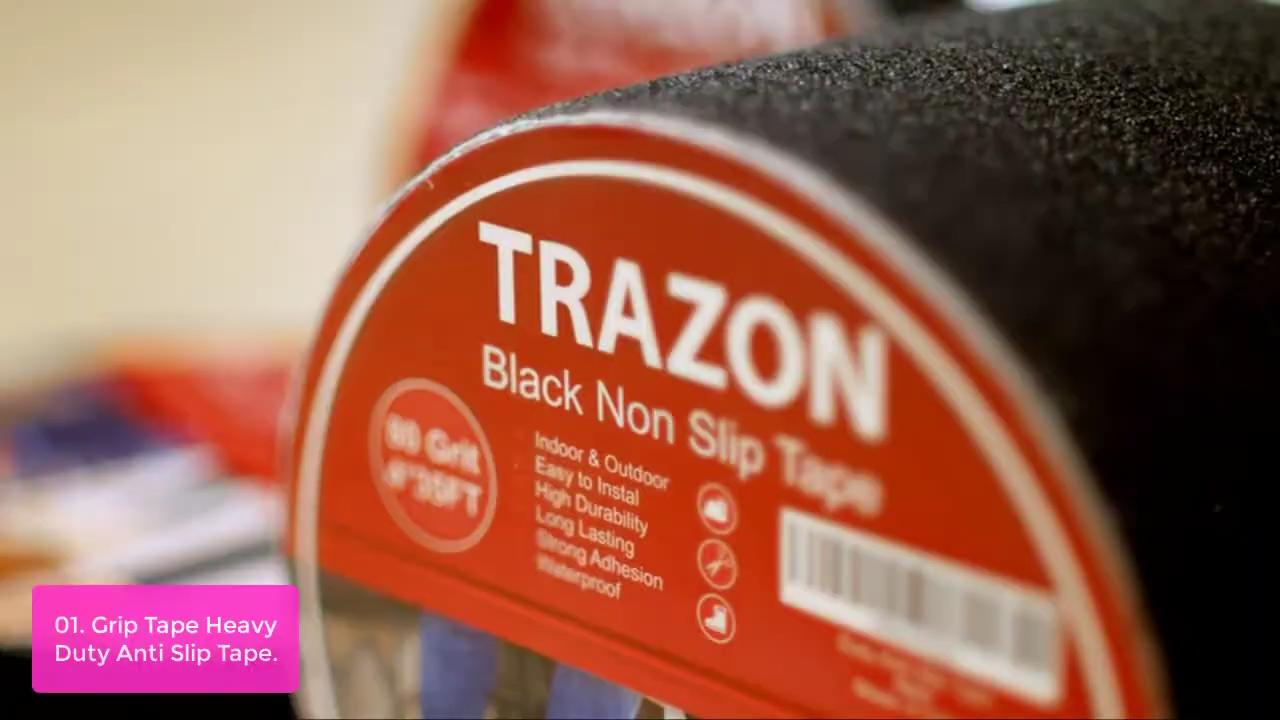 TRAZON
Black Non Slip Tape
80 Grit
4"35FT
Indoor & Outdoor
Easy to Instal
High Durability
Long Lasting
Strong Adhesion
Waterproof
01. Grip Tape Heavy
Duty Anti Slip Tape.